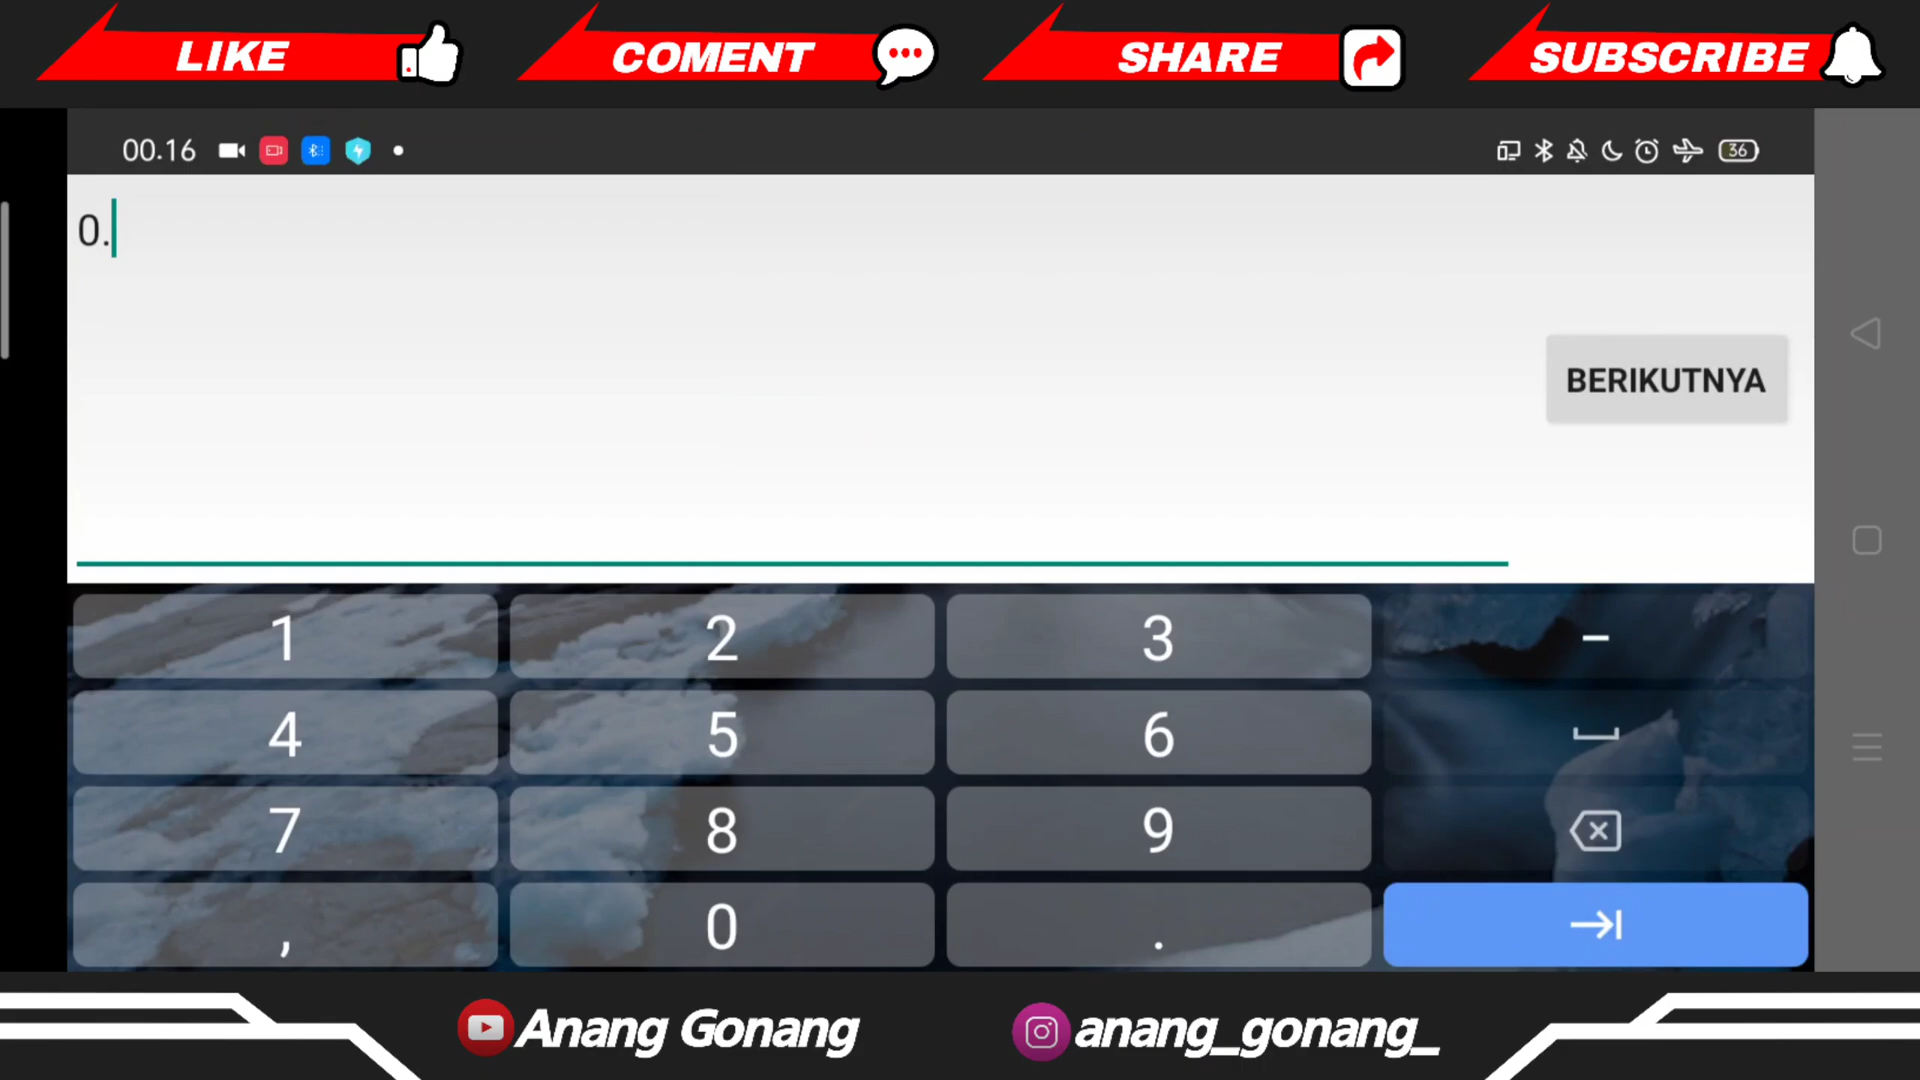 LIKE COMENT SHARE SUBSCRIBE
00.16 36
0.
BERIKUTNYA
1 2 3 –
4 5 6
7 8 9
, 0 .
Anang Gonang anang_gonang_